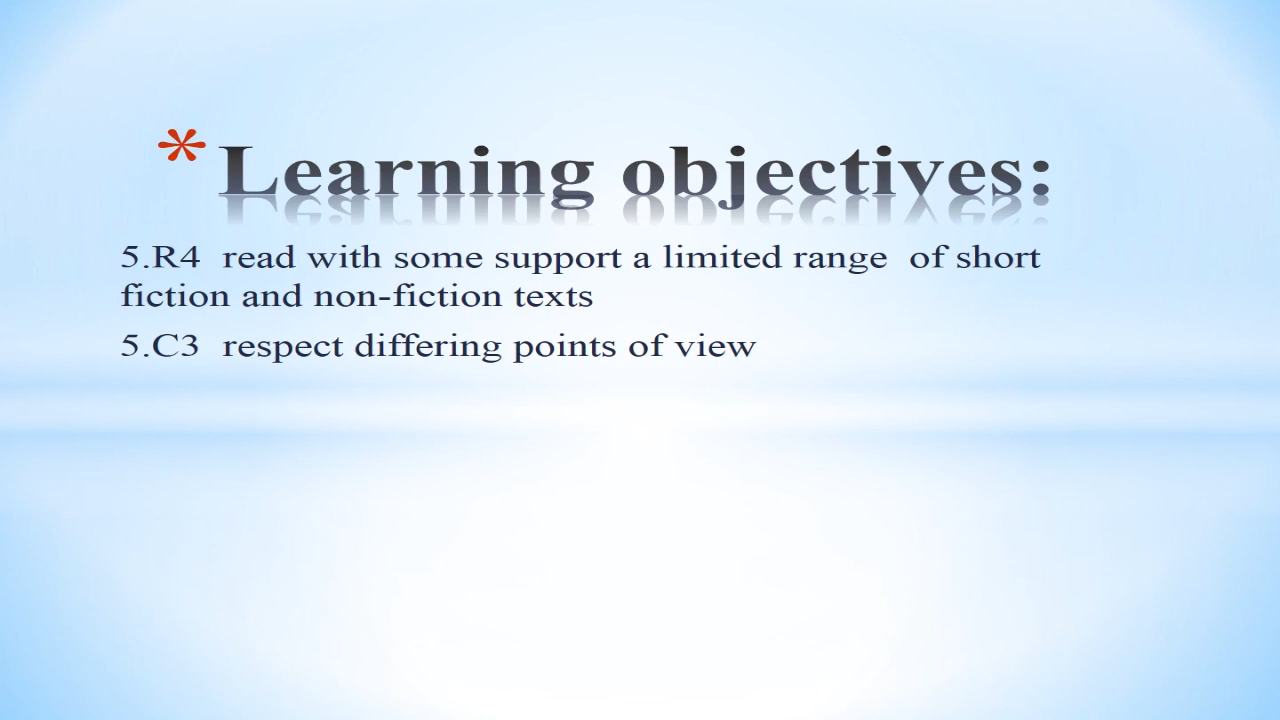 * Learning objectives:
5.R4  read with some support a limited range  of short
fiction and non-fiction texts
5.C3  respect differing points of view